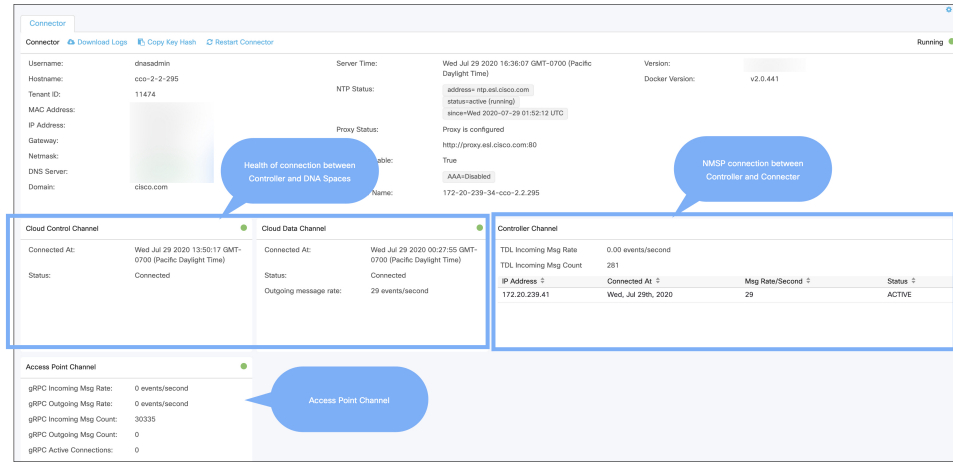 Connector
Connector Download Logs Copy Key Hash Restart Connector Running
Username: dnasadmin
Hostname: cco-2-2-295
Tenant ID: 11474
MAC Address:
IP Address:
Gateway:
Netmask:
DNS Server:
Domain: cisco.com
Server Time: Wed Jul 29 2020 16:36:07 GMT-0700 (Pacific
Daylight Time)
NTP Status: address= ntp.esl.cisco.com
status=active (running)
since=Wed 2020-07-29 01:52:12 UTC
Proxy Status: Proxy is configured
http://proxy.esl.cisco.com:80
able: True
AAA=Disabled
Name: 172-20-239-34-cco-2.2.295
Version:
Docker Version: v2.0.441
Health of connection between
Controller and DNA Spaces
NMSP connection between
Controller and Connecter
Cloud Control Channel
Connected At: Wed Jul 29 2020 13:50:17 GMT-
0700 (Pacific Daylight Time)
Status: Connected
Cloud Data Channel
Connected At: Wed Jul 29 2020 00:27:55 GMT-
0700 (Pacific Daylight Time)
Status: Connected
Outgoing message rate: 29 events/second
Controller Channel
TDL Incoming Msg Rate 0.00 events/second
TDL Incoming Msg Count 281
IP Address Connected At Msg Rate/Second Status
172.20.239.41 Wed, Jul 29th, 2020 29 ACTIVE
Access Point Channel
gRPC Incoming Msg Rate: 0 events/second
gRPC Outgoing Msg Rate: 0 events/second
gRPC Incoming Msg Count: 30335
gRPC Outgoing Msg Count: 0
gRPC Active Connections: 0
Access Point Channel